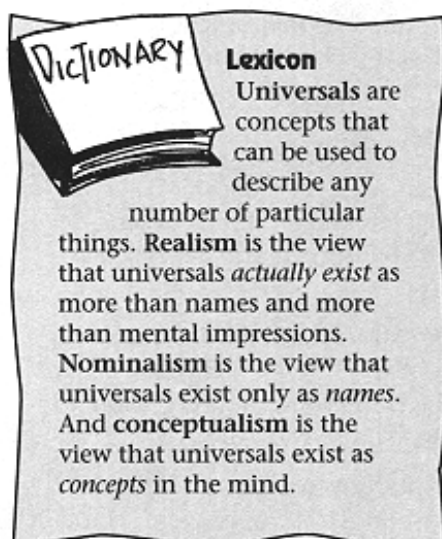 DICTIONARY
Lexicon
Universals are
concepts that
can be used to
describe any
number of particular
things. Realism is the view
that universals actually exist as
more than names and more
than mental impressions.
Nominalism is the view that
universals exist only as names.
And conceptualism is the
view that universals exist as
concepts in the mind.